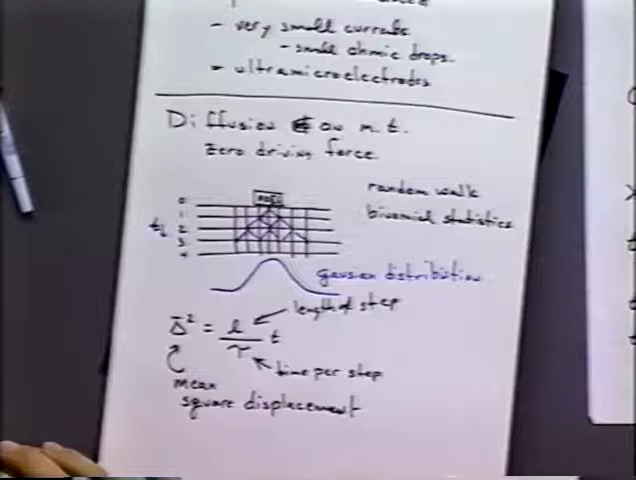 - very small currents
- small ohmic drops.
- ultramicroelectrodes
Diffusion on m.t.
zero driving force
random walk
binomial statistics
0
1
2
3
4
gaussian distribution
length of step
Δ̄² = l / τ t
time per step
mean
square displacement